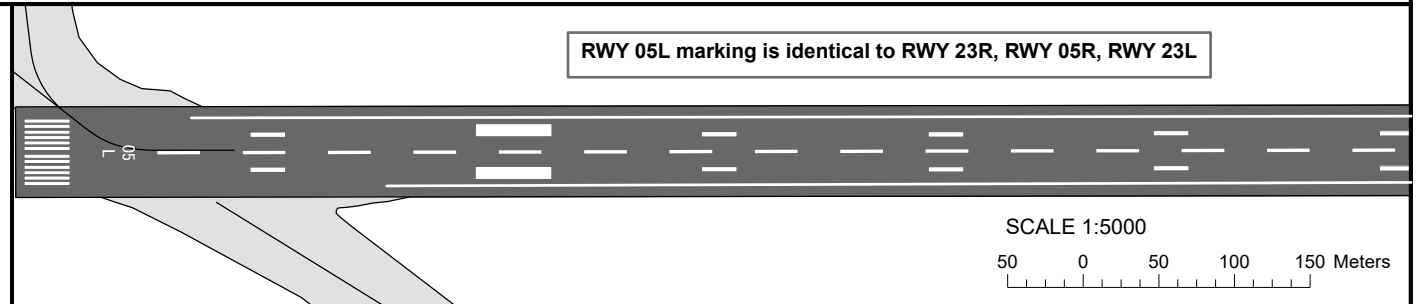 RWY 05L marking is identical to RWY 23R, RWY 05R, RWY 23L
05
L
SCALE 1:5000
50 0 50 100 150 Meters